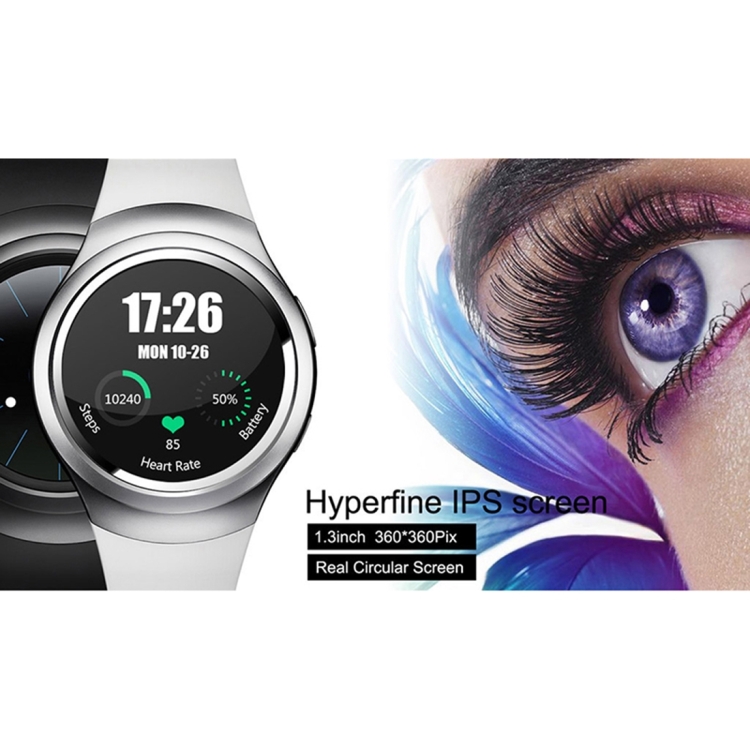 17:26
MON 10-26
10240
Steps
50%
Battery
85
Heart Rate
Hyperfine IPS screen
1.3inch 360*360Pix
Real Circular Screen